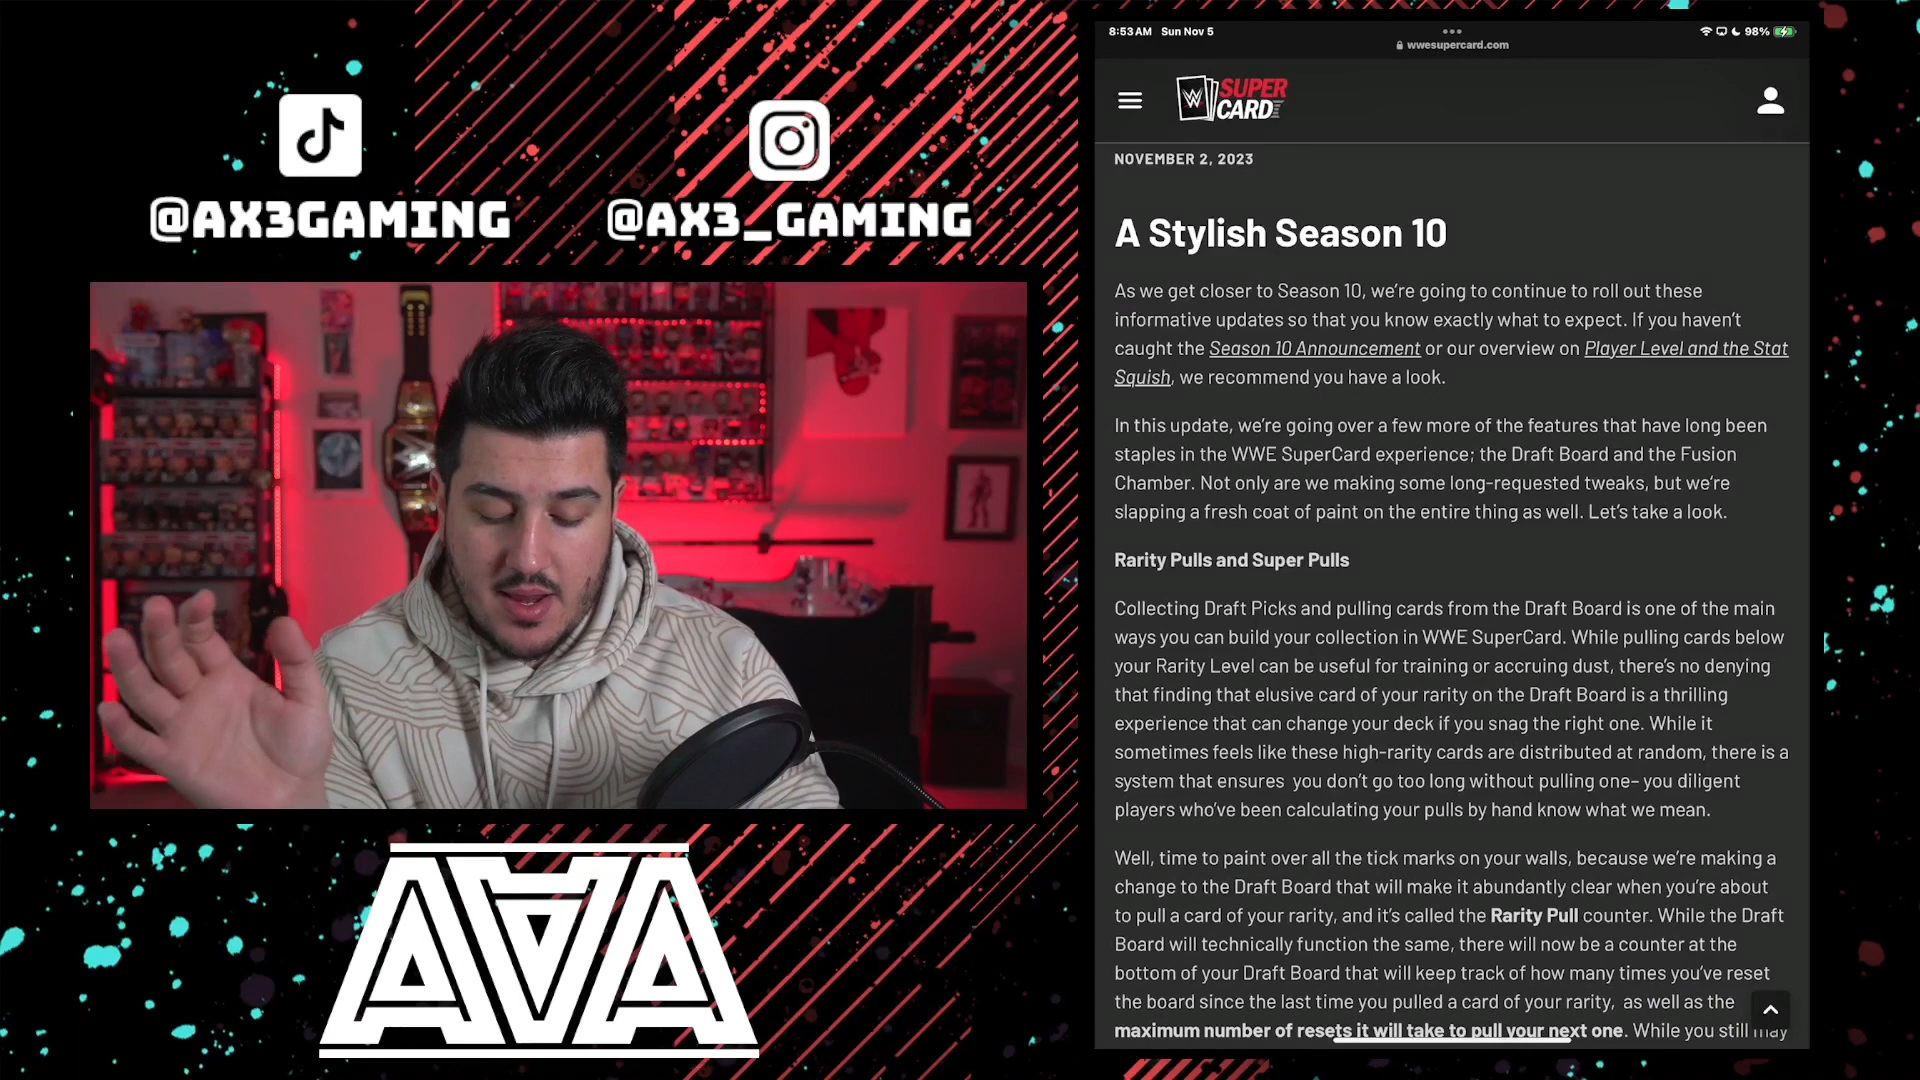 @AX3GAMING
@AX3_GAMING
8:53 AM Sun Nov 5
98%
wwesupercard.com
W
SUPER
CARD
NOVEMBER 2, 2023
A Stylish Season 10
As we get closer to Season 10, we're going to continue to roll out these
informative updates so that you know exactly what to expect. If you haven't
caught the Season 10 Announcement or our overview on Player Level and the Stat
Squish, we recommend you have a look.
In this update, we're going over a few more of the features that have long been
staples in the WWE SuperCard experience; the Draft Board and the Fusion
Chamber. Not only are we making some long-requested tweaks, but we're
slapping a fresh coat of paint on the entire thing as well. Let's take a look.
Rarity Pulls and Super Pulls
Collecting Draft Picks and pulling cards from the Draft Board is one of the main
ways you can build your collection in WWE SuperCard. While pulling cards below
your Rarity Level can be useful for training or accruing dust, there's no denying
that finding that elusive card of your rarity on the Draft Board is a thrilling
experience that can change your deck if you snag the right one. While it
sometimes feels like these high-rarity cards are distributed at random, there is a
system that ensures you don't go too long without pulling one– you diligent
players who've been calculating your pulls by hand know what we mean.
Well, time to paint over all the tick marks on your walls, because we're making a
change to the Draft Board that will make it abundantly clear when you're about
to pull a card of your rarity, and it's called the Rarity Pull counter. While the Draft
Board will technically function the same, there will now be a counter at the
bottom of your Draft Board that will keep track of how many times you've reset
the board since the last time you pulled a card of your rarity, as well as the
maximum number of resets it will take to pull your next one. While you still may